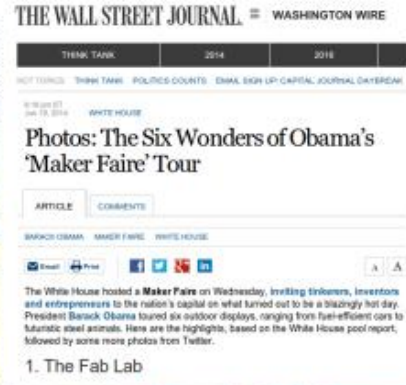 THE WALL STREET JOURNAL. ≡ WASHINGTON WIRE
THINK TANK 2014 2016
HOT TOPICS: THINK TANK POLITICS COUNTS EMAIL SIGN UP: CAPITAL JOURNAL DAYBREAK
WHITE HOUSE
Photos: The Six Wonders of Obama's
'Maker Faire' Tour
ARTICLE COMMENTS
BARACK OBAMA MAKER FAIRE WHITE HOUSE
Email Print f in A A
The White House hosted a Maker Faire on Wednesday, inviting tinkerers, inventors
and entrepreneurs to the nation's capital on what turned out to be a blazingly hot day.
President Barack Obama toured six outdoor displays, ranging from fuel-efficient cars to
futuristic steel animals. Here are the highlights, based on the White House pool report,
followed by some more photos from Twitter.
1. The Fab Lab